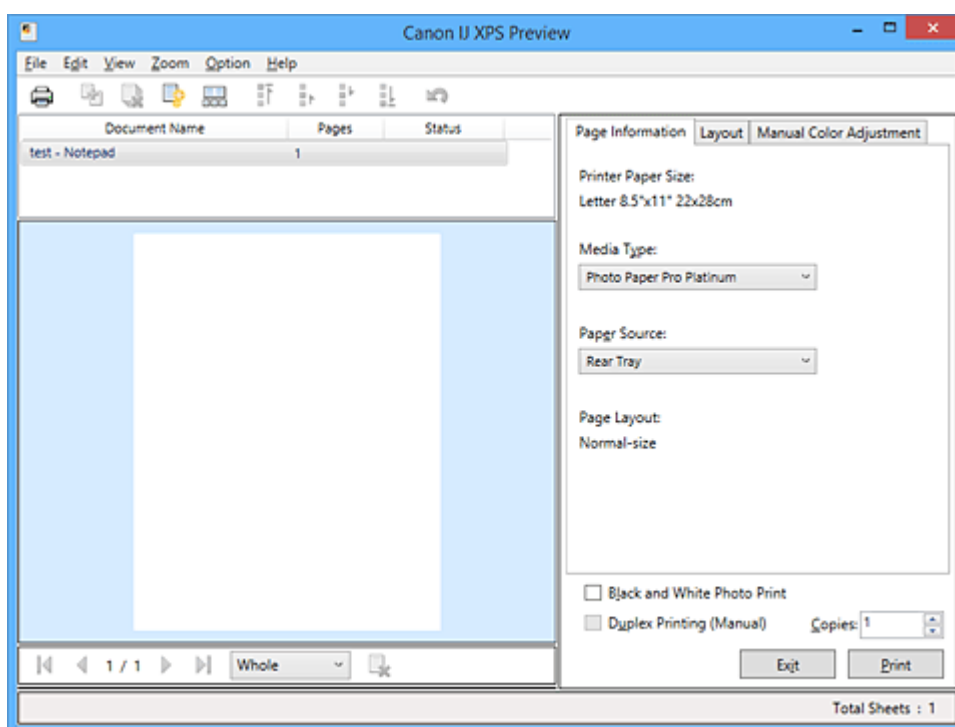 Canon IJ XPS Preview
File Edit View Zoom Option Help
Document Name Pages Status
test - Notepad 1
Page Information Layout Manual Color Adjustment
Printer Paper Size:
Letter 8.5"x11" 22x28cm
Media Type:
Photo Paper Pro Platinum
Paper Source:
Rear Tray
Page Layout:
Normal-size
Black and White Photo Print
Duplex Printing (Manual) Copies: 1
1 / 1 Whole
Exit Print
Total Sheets : 1